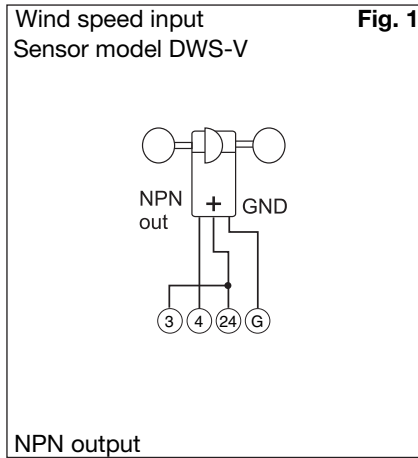 Wind speed input Fig. 1
Sensor model DWS-V
NPN + GND
out
3 4 24 G
NPN output